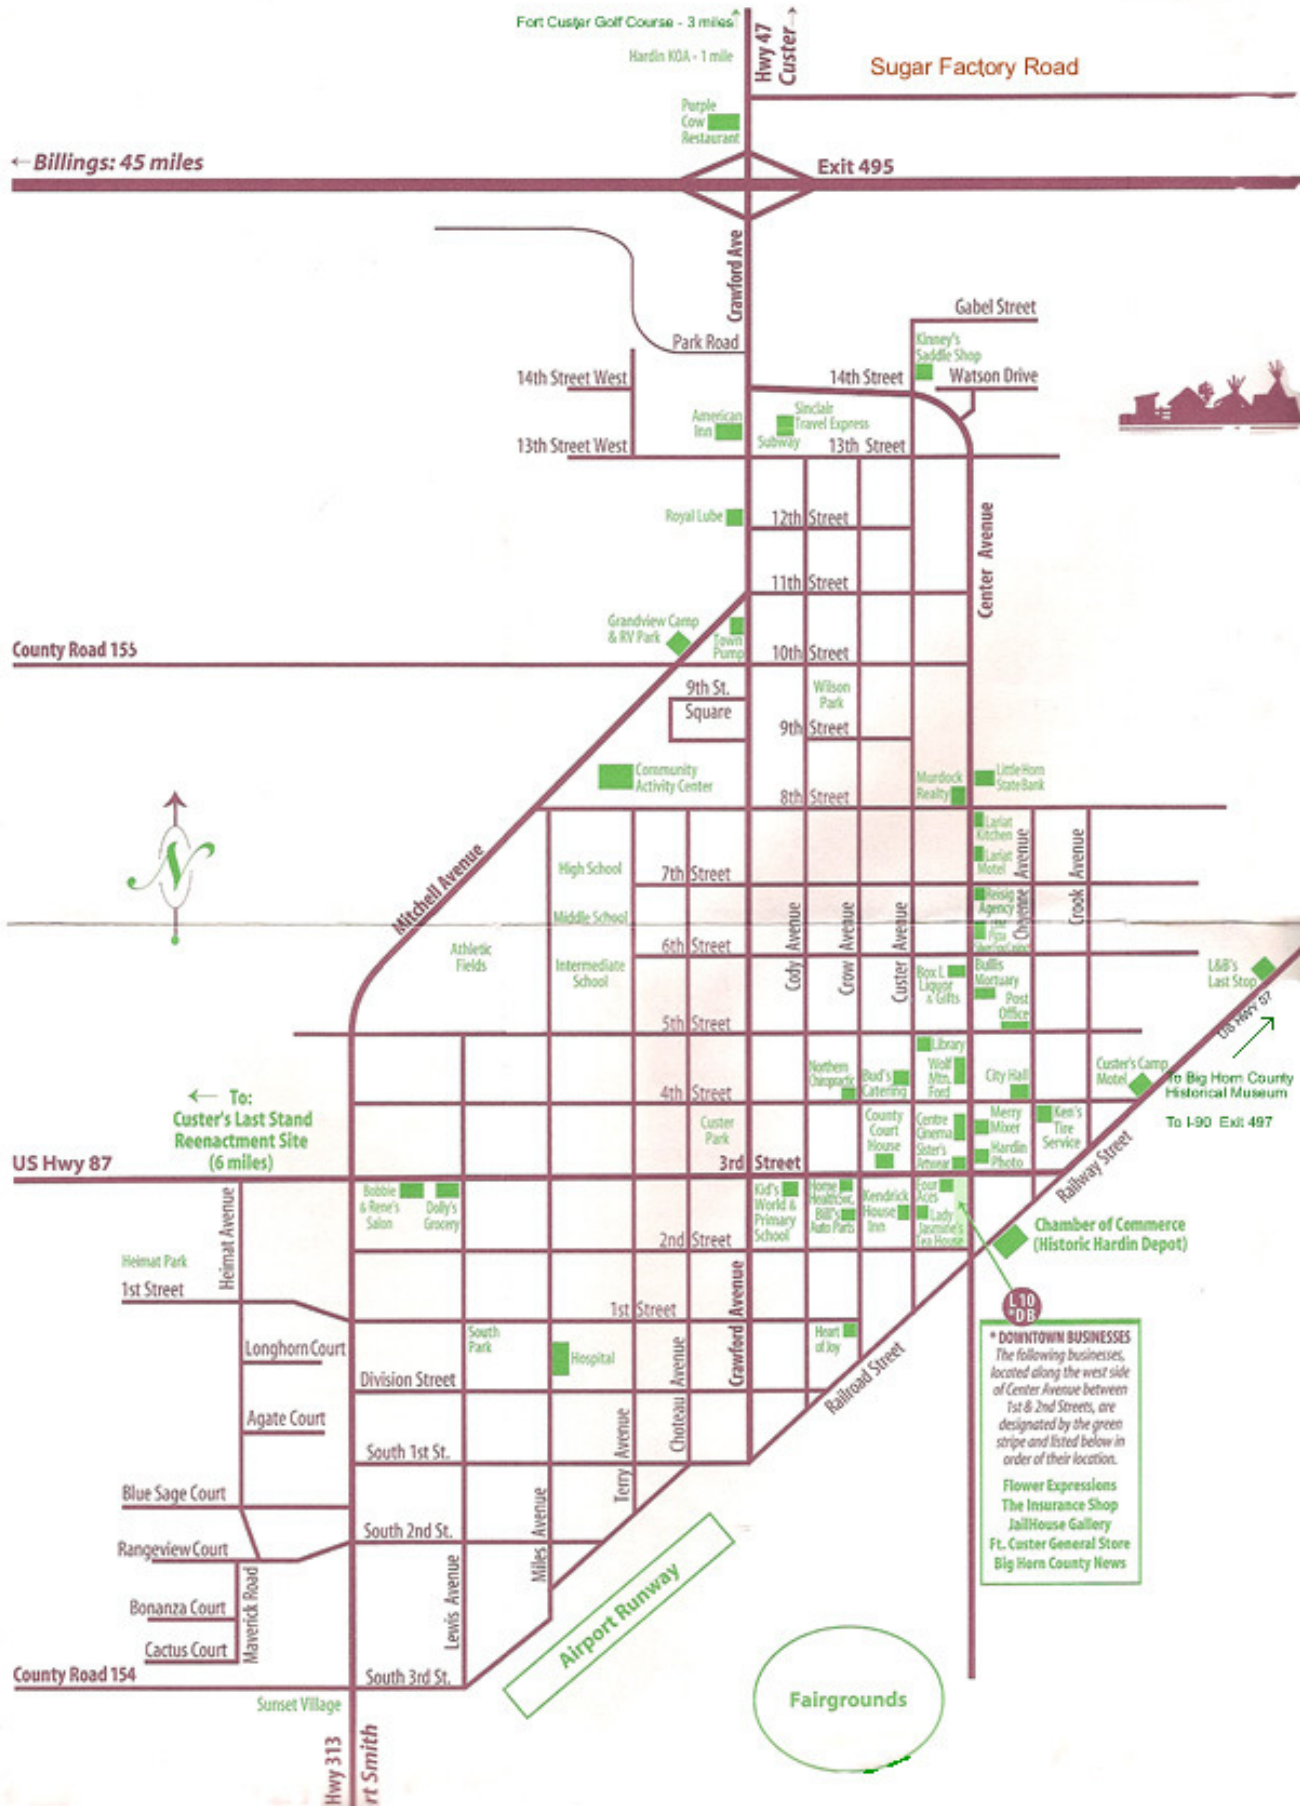 Fort Custer Golf Course - 3 miles
Hardin KOA - 1 mile
Hwy 47
Custer
Sugar Factory Road
Purple
Cow
Restaurant
Billings: 45 miles
Exit 495
Crawford Ave
Park Road
Gabel Street
Kinney's
Saddle Shop
14th Street West
14th Street
Watson Drive
American
Inn
Sinclair
Travel Express
Subway
13th Street West
13th Street
Royal Lube
12th Street
Center Avenue
11th Street
Grandview Camp
& RV Park
Town
Pump
County Road 155
10th Street
9th St.
Square
Wilson
Park
9th Street
Community
Activity Center
Murdock
Realty
Little Horn
State Bank
8th Street
N
Mitchell Avenue
High School
7th Street
Lariat
Kitchen
Lariat
Motel
Cheyenne Avenue
Crook Avenue
Middle School
Reisig
Agency
Athletic
Fields
6th Street
Cody Avenue
Crow Avenue
Custer Avenue
Intermediate
School
Box L
Liquor
& Gifts
Bullis
Mortuary
Post
Office
L&B's
Last Stop
US HWY 87
5th Street
Library
Northern
Chiropractic
Bud's
Catering
Wolf
Mtn.
Ford
City Hall
Custer's Camp
Motel
To Big Horn County
Historical Museum
To I-90 Exit 497
4th Street
To:
Custer's Last Stand
Reenactment Site
(6 miles)
Custer
Park
County
Court
House
Centre
Cinema
Sister's
Artwear
Merry
Mixer
Hardin
Photo
Ken's
Tire
Service
US Hwy 87
3rd Street
Railway Street
Heimat Avenue
Bobbie
& Rene's
Salon
Dolly's
Grocery
Kid's
World &
Primary
School
Home
Health Svc.
Bill's
Auto Parts
Kendrick
House
Inn
Four
Aces
Lady
Jasmine's
Tea House
2nd Street
Chamber of Commerce
(Historic Hardin Depot)
Heimat Park
1st Street
1st Street
Crawford Avenue
L 10
*DB
Longhorn Court
South
Park
Hospital
Heart
of Joy
Division Street
Choteau Avenue
Railroad Street
* DOWNTOWN BUSINESSES
The following businesses,
located along the west side
of Center Avenue between
1st & 2nd Streets, are
designated by the green
stripe and listed below in
order of their location.
Flower Expressions
The Insurance Shop
JailHouse Gallery
Ft. Custer General Store
Big Horn County News
Agate Court
South 1st St.
Terry Avenue
Blue Sage Court
South 2nd St.
Miles Avenue
Rangeview Court
Lewis Avenue
Maverick Road
Bonanza Court
Cactus Court
Airport Runway
County Road 154
South 3rd St.
Sunset Village
Fairgrounds
Hwy 313
rt Smith